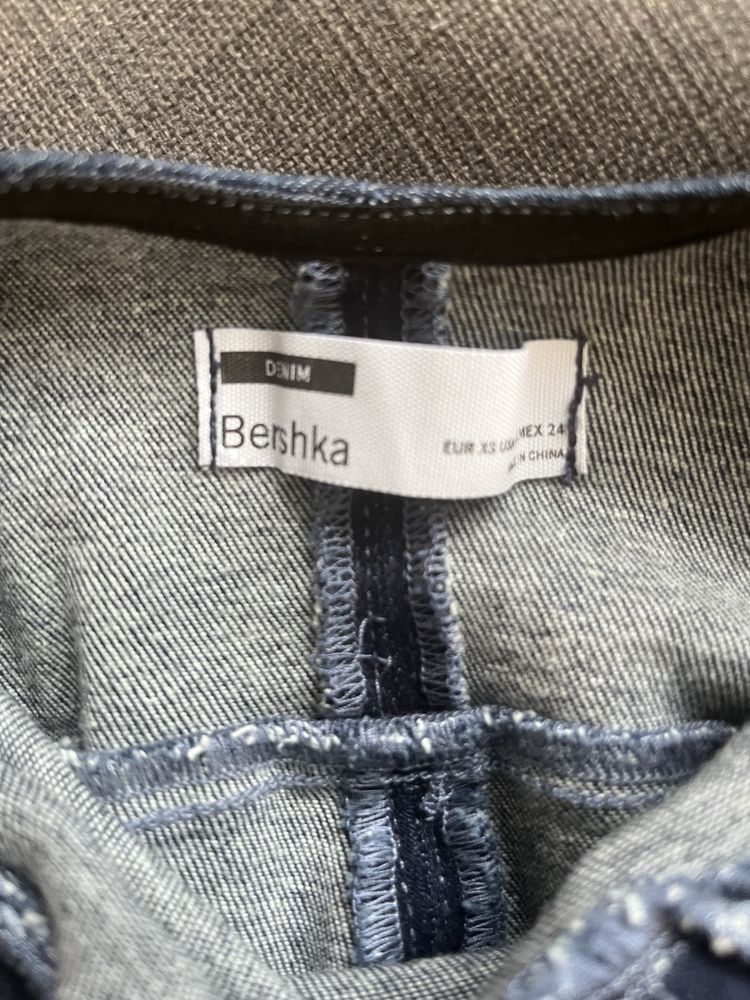 DENIM
Bershka
EUR XS USA MEX 24
IN CHINA